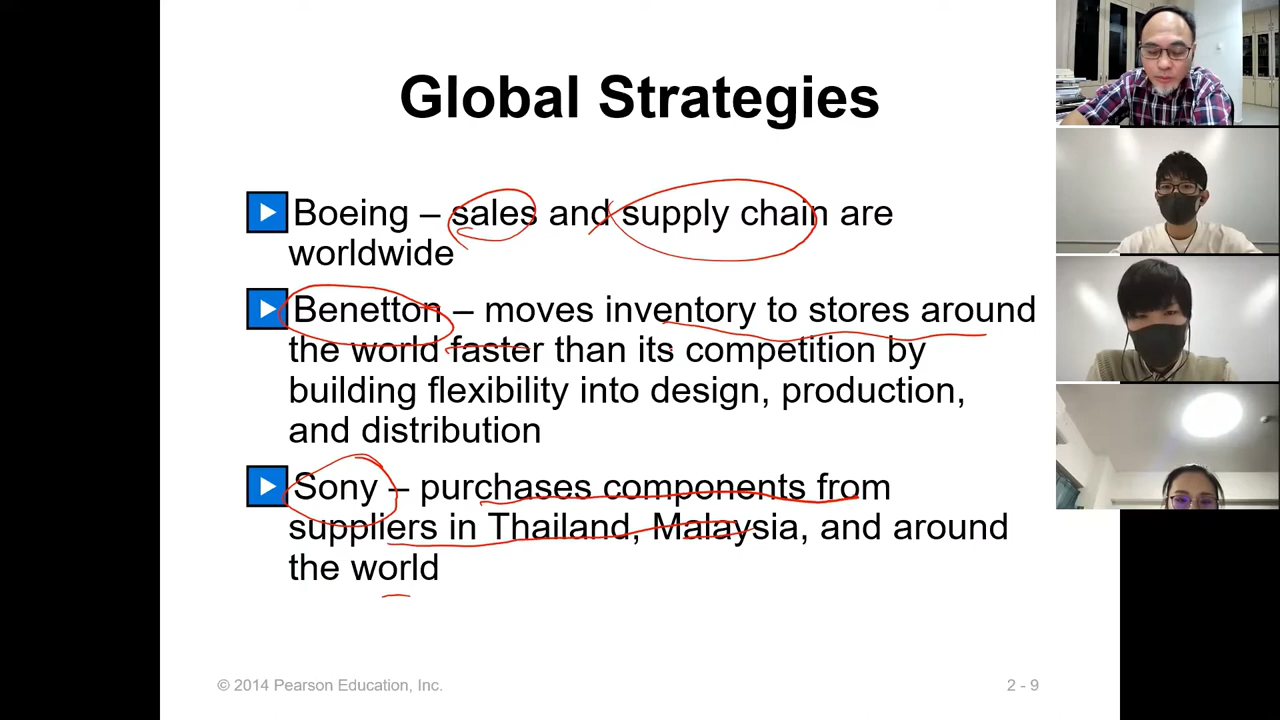 Global Strategies
Boeing – sales and supply chain are
worldwide
Benetton – moves inventory to stores around
the world faster than its competition by
building flexibility into design, production,
and distribution
Sony – purchases components from
suppliers in Thailand, Malaysia, and around
the world
© 2014 Pearson Education, Inc.
2 - 9